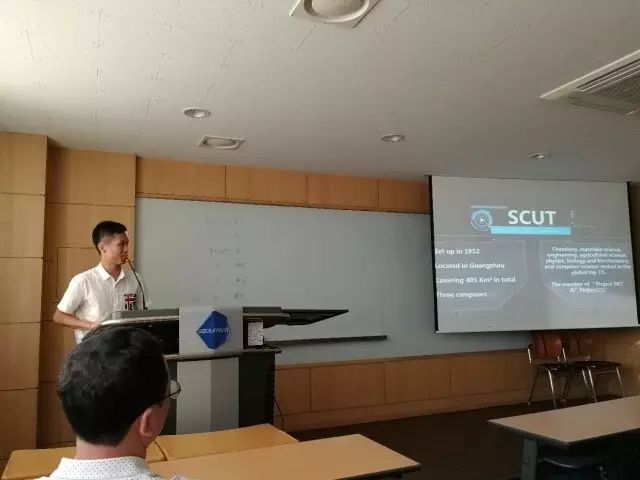 SCUT
Set up in 1952
Located in Guangzhou
Covering 405 Km² in total
Three campuses
Chemistry, materials science,
engineering, agricultural science,
physics, biology and biochemistry
and computer science ranked in the
global top 1%.
The member of "Project 985"
&" Project211"